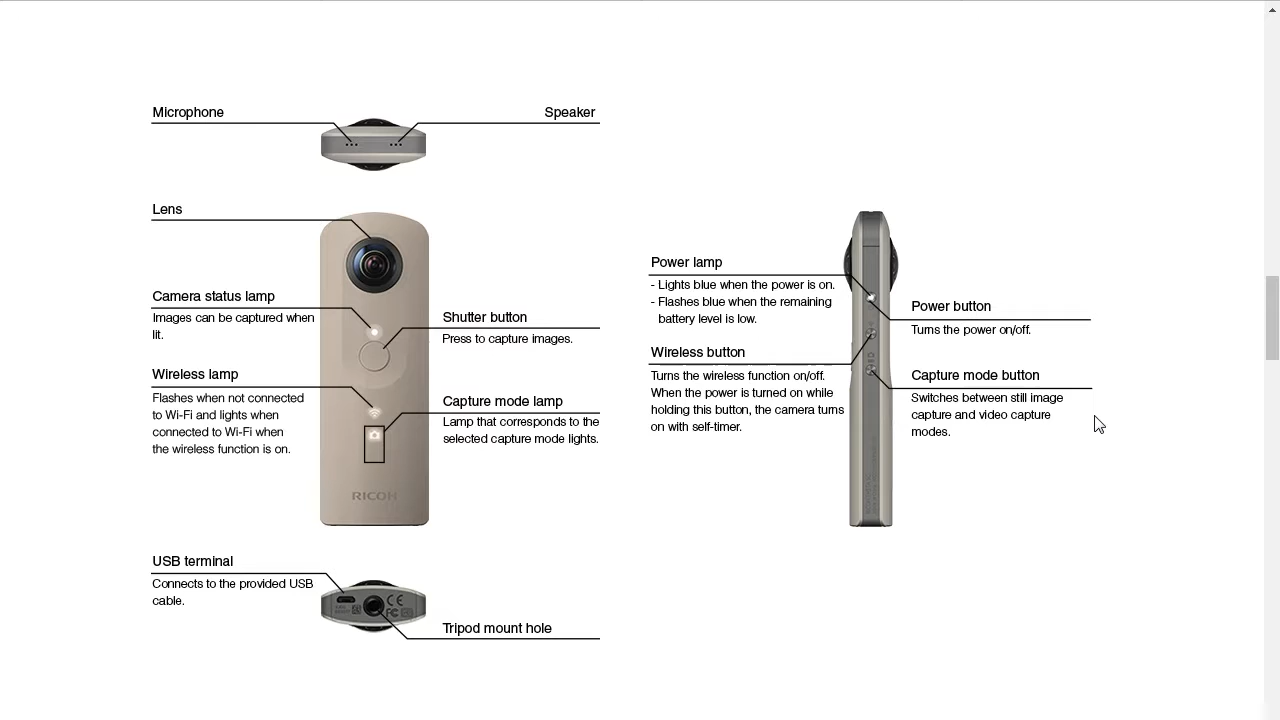 Microphone
Speaker
Lens
Camera status lamp
Images can be captured when
lit.
Shutter button
Press to capture images.
Wireless lamp
Flashes when not connected
to Wi-Fi and lights when
connected to Wi-Fi when
the wireless function is on.
Capture mode lamp
Lamp that corresponds to the
selected capture mode lights.
RICOH
USB terminal
Connects to the provided USB
cable.
Tripod mount hole
Power lamp
- Lights blue when the power is on.
- Flashes blue when the remaining
battery level is low.
Wireless button
Turns the wireless function on/off.
When the power is turned on while
holding this button, the camera turns
on with self-timer.
Power button
Turns the power on/off.
Capture mode button
Switches between still image
capture and video capture
modes.